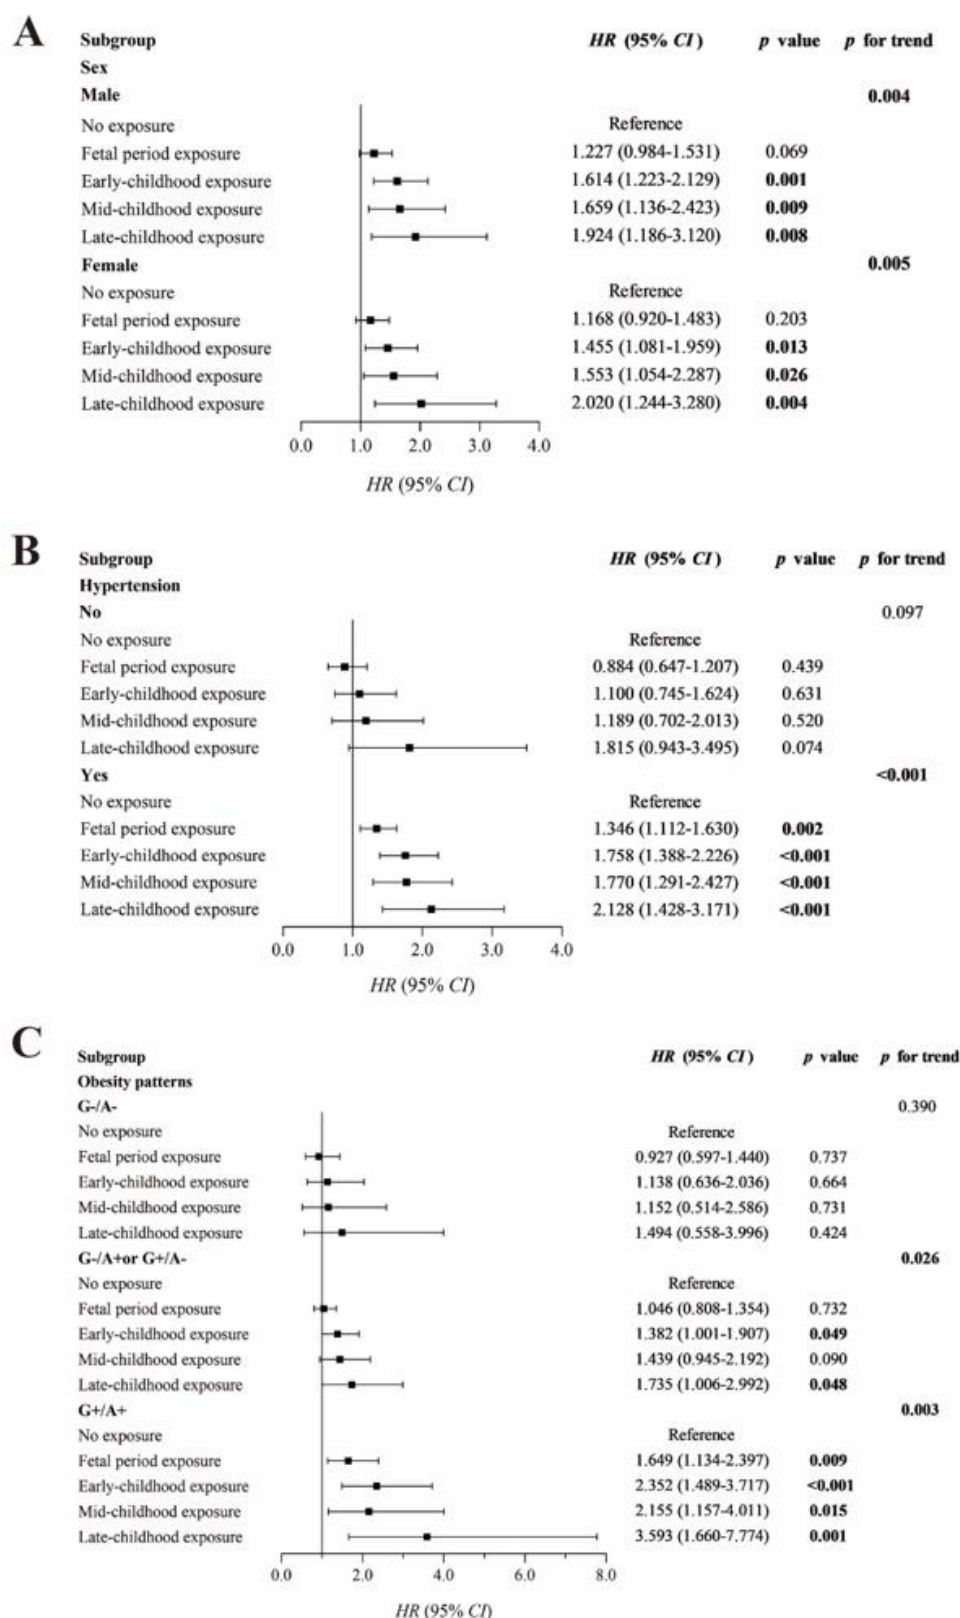 A
Subgroup HR (95% CI) p value p for trend
Sex
Male 0.004
No exposure Reference
Fetal period exposure 1.227 (0.984-1.531) 0.069
Early-childhood exposure 1.614 (1.223-2.129) 0.001
Mid-childhood exposure 1.659 (1.136-2.423) 0.009
Late-childhood exposure 1.924 (1.186-3.120) 0.008
Female 0.005
No exposure Reference
Fetal period exposure 1.168 (0.920-1.483) 0.203
Early-childhood exposure 1.455 (1.081-1.959) 0.013
Mid-childhood exposure 1.553 (1.054-2.287) 0.026
Late-childhood exposure 2.020 (1.244-3.280) 0.004
0.0 1.0 2.0 3.0 4.0
HR (95% CI)
B
Subgroup HR (95% CI) p value p for trend
Hypertension
No 0.097
No exposure Reference
Fetal period exposure 0.884 (0.647-1.207) 0.439
Early-childhood exposure 1.100 (0.745-1.624) 0.631
Mid-childhood exposure 1.189 (0.702-2.013) 0.520
Late-childhood exposure 1.815 (0.943-3.495) 0.074
Yes <0.001
No exposure Reference
Fetal period exposure 1.346 (1.112-1.630) 0.002
Early-childhood exposure 1.758 (1.388-2.226) <0.001
Mid-childhood exposure 1.770 (1.291-2.427) <0.001
Late-childhood exposure 2.128 (1.428-3.171) <0.001
0.0 1.0 2.0 3.0 4.0
HR (95% CI)
C
Subgroup HR (95% CI) p value p for trend
Obesity patterns
G-/A- 0.390
No exposure Reference
Fetal period exposure 0.927 (0.597-1.440) 0.737
Early-childhood exposure 1.138 (0.636-2.036) 0.664
Mid-childhood exposure 1.152 (0.514-2.586) 0.731
Late-childhood exposure 1.494 (0.558-3.996) 0.424
G-/A+or G+/A- 0.026
No exposure Reference
Fetal period exposure 1.046 (0.808-1.354) 0.732
Early-childhood exposure 1.382 (1.001-1.907) 0.049
Mid-childhood exposure 1.439 (0.945-2.192) 0.090
Late-childhood exposure 1.735 (1.006-2.992) 0.048
G+/A+ 0.003
No exposure Reference
Fetal period exposure 1.649 (1.134-2.397) 0.009
Early-childhood exposure 2.352 (1.489-3.717) <0.001
Mid-childhood exposure 2.155 (1.157-4.011) 0.015
Late-childhood exposure 3.593 (1.660-7.774) 0.001
0.0 2.0 4.0 6.0 8.0
HR (95% CI)